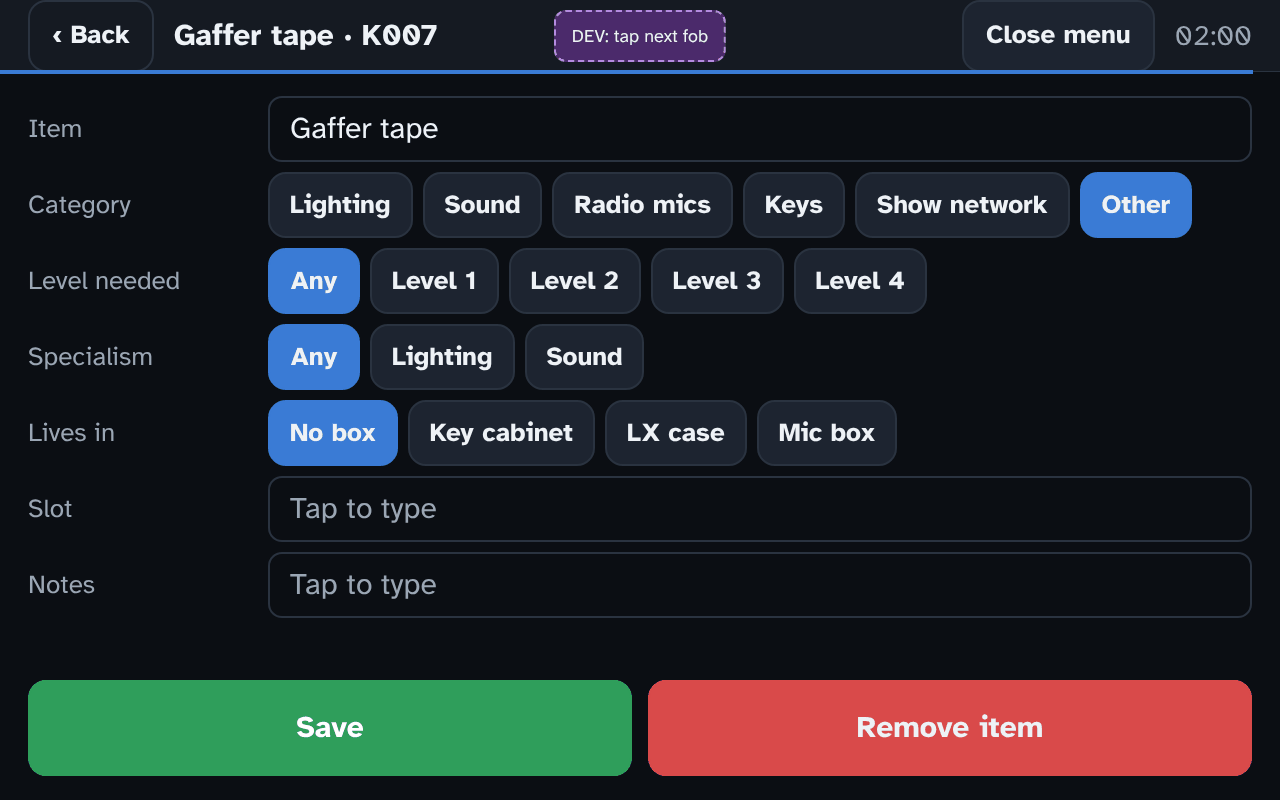 ‹ Back Gaffer tape · K007 DEV: tap next fob Close menu 02:00
Item Gaffer tape
Category Lighting Sound Radio mics Keys Show network Other
Level needed Any Level 1 Level 2 Level 3 Level 4
Specialism Any Lighting Sound
Lives in No box Key cabinet LX case Mic box
Slot Tap to type
Notes Tap to type
Save Remove item